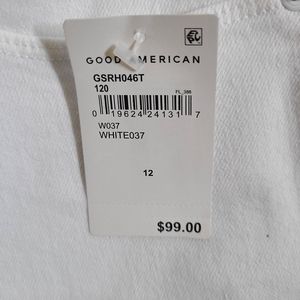 GOOD AMERICAN
GSRH046T
120
FL_386
0 19624 24131 7
W037
WHITE037
12
$99.00